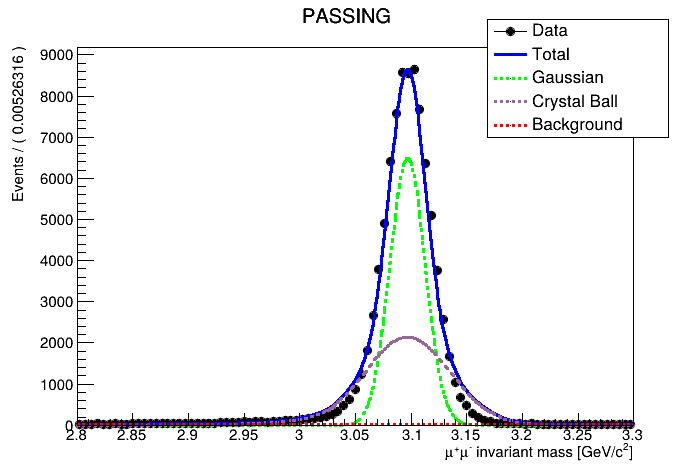 PASSING
Data
Total
Gaussian
Crystal Ball
Background
Events / ( 0.00526316 )
9000
8000
7000
6000
5000
4000
3000
2000
1000
0
2.8 2.85 2.9 2.95 3 3.05 3.1 3.15 3.2 3.25 3.3
μ⁺μ⁻ invariant mass [GeV/c²]